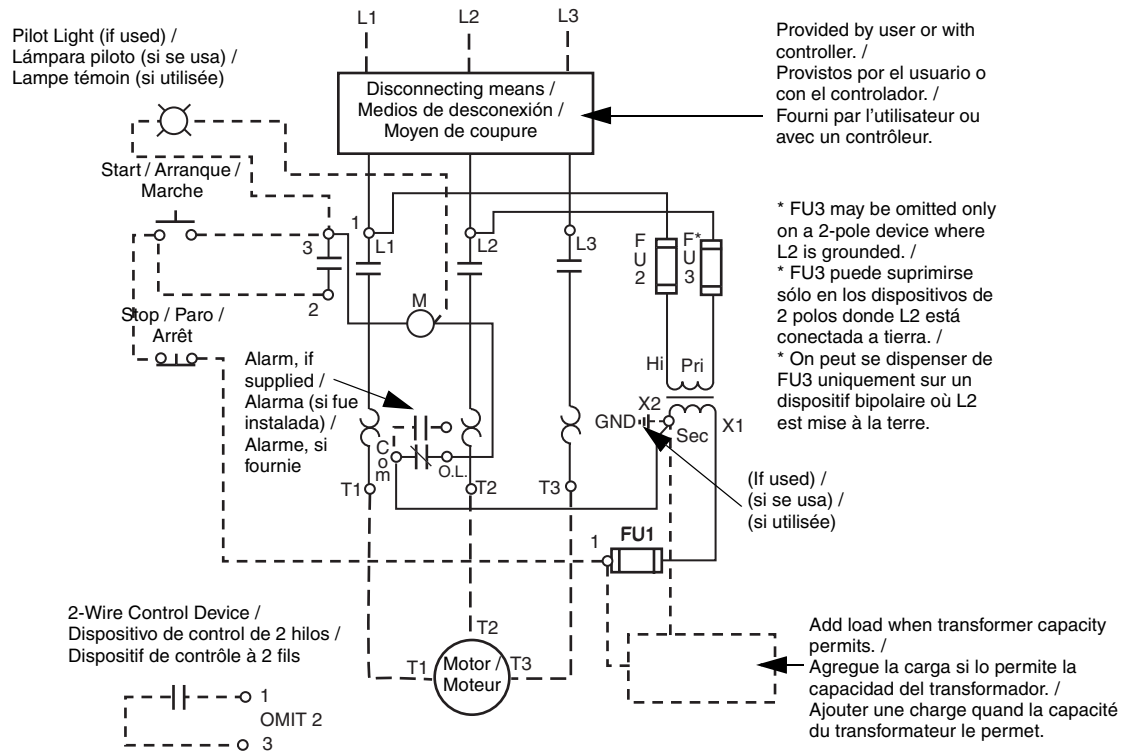 L1
L2
L3
Pilot Light (if used) /
Lámpara piloto (si se usa) /
Lampe témoin (si utilisée)
Disconnecting means /
Medios de desconexión /
Moyen de coupure
Provided by user or with
controller. /
Provistos por el usuario o
con el controlador. /
Fourni par l'utilisateur ou
avec un contrôleur.
Start / Arranque /
Marche
3
2
1
L1
L2
L3
F
U
2
F*
U
3
* FU3 may be omitted only
on a 2-pole device where
L2 is grounded. /
* FU3 puede suprimirse
sólo en los dispositivos de
2 polos donde L2 está
conectada a tierra. /
* On peut se dispenser de
FU3 uniquement sur un
dispositif bipolaire où L2
est mise à la terre.
M
Stop / Paro /
Arrêt
Alarm, if
supplied /
Alarma (si fue
instalada) /
Alarme, si
fournie
Hi
Pri
X2
GND
Sec
X1
C
o
m
O.L.
T1
T2
T3
(If used) /
(si se usa) /
(si utilisée)
1
FU1
2-Wire Control Device /
Dispositivo de control de 2 hilos /
Dispositif de contrôle à 2 fils
1
OMIT 2
3
T2
T1
Motor /
Moteur
T3
Add load when transformer capacity
permits. /
Agregue la carga si lo permite la
capacidad del transformador. /
Ajouter une charge quand la capacité
du transformateur le permet.